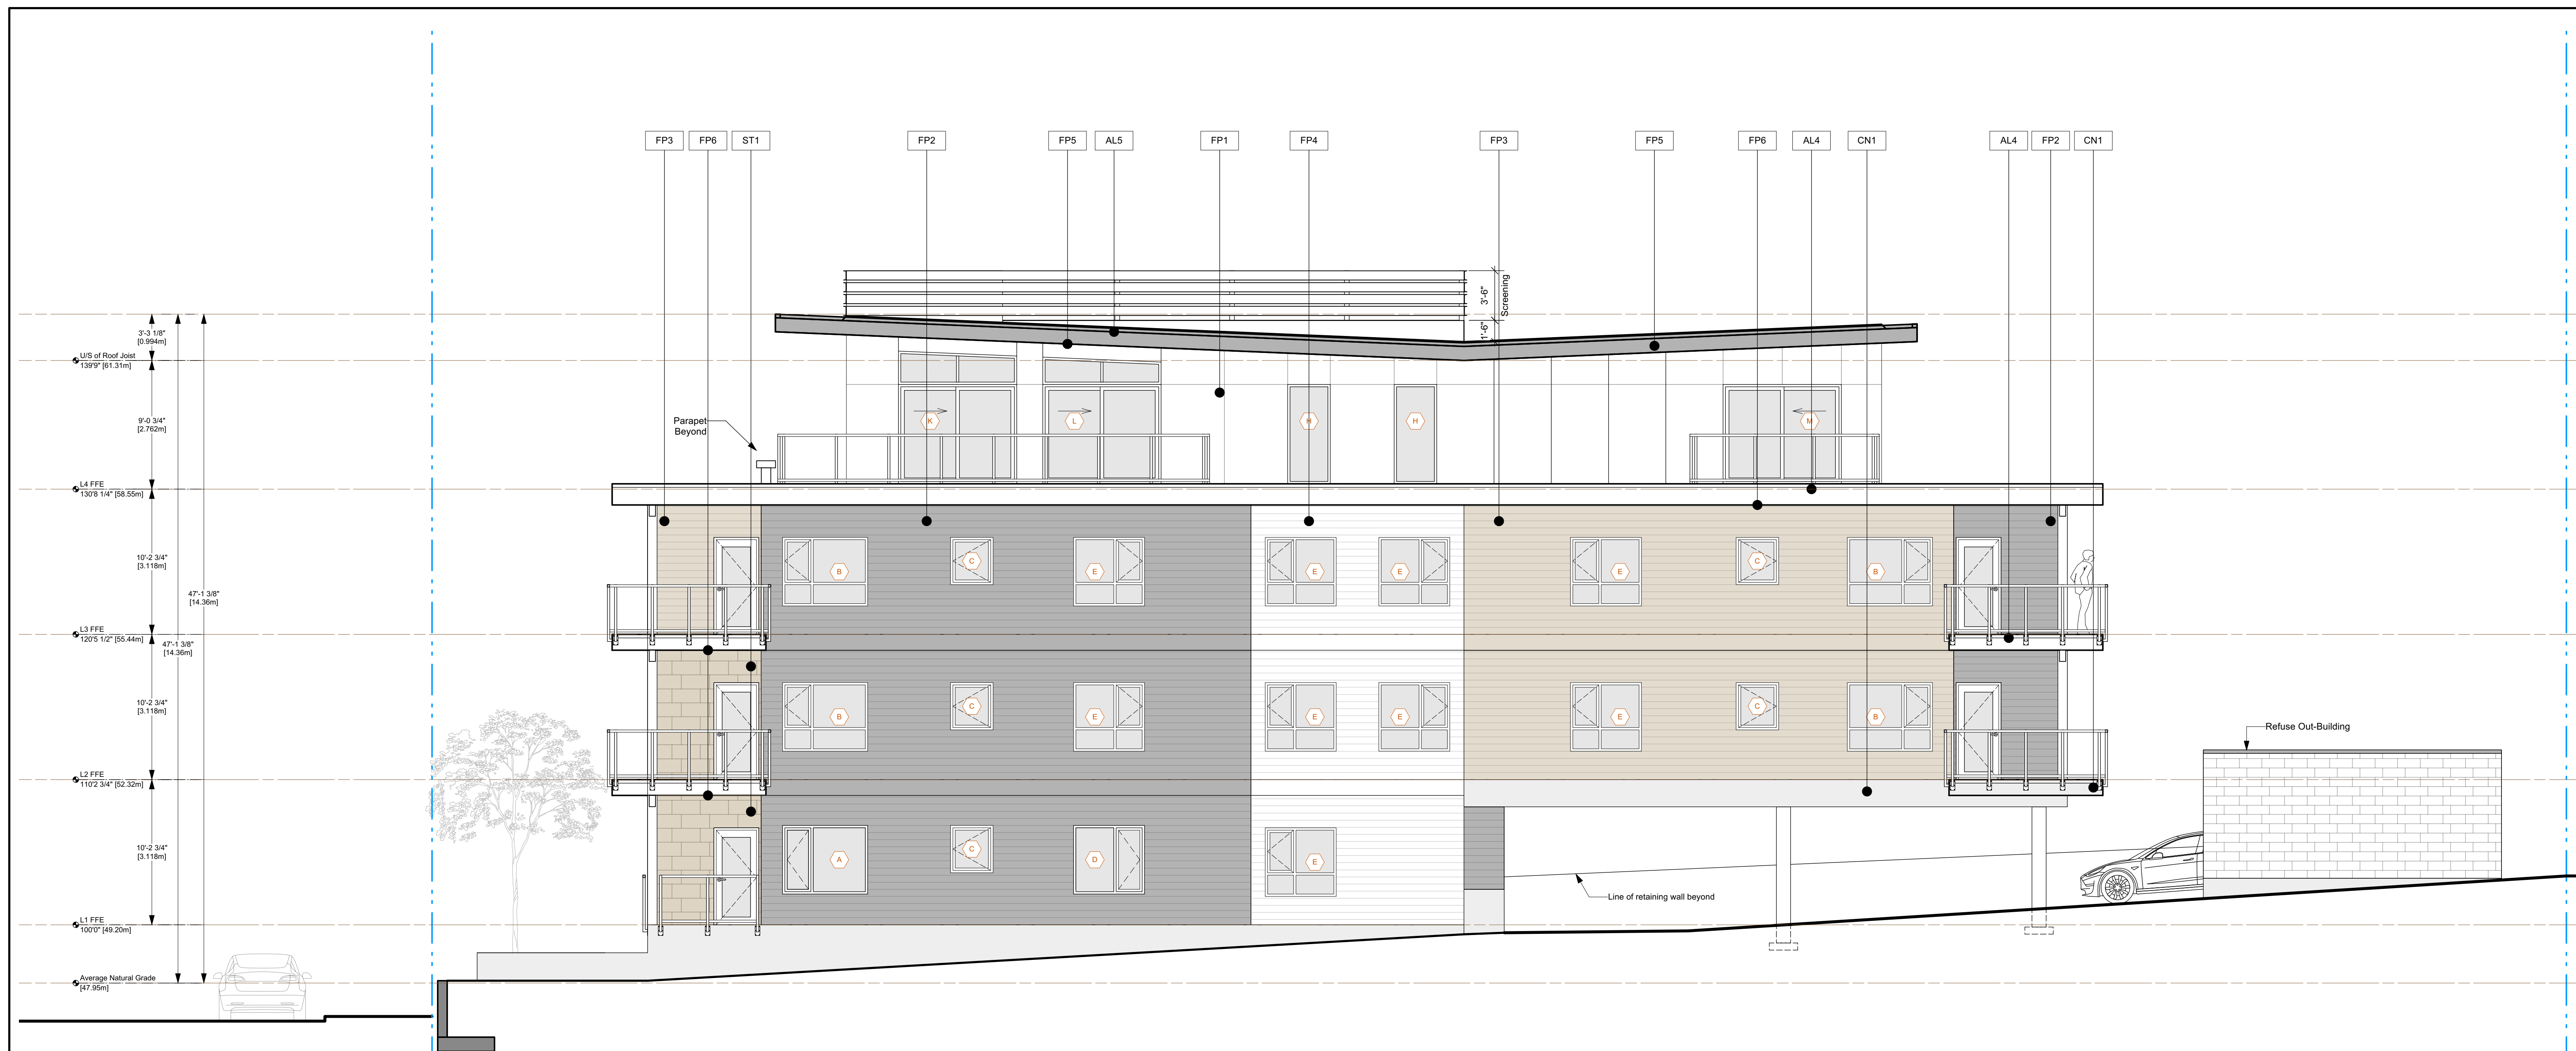 FP3 FP6 ST1 FP2 FP5 AL5 FP1 FP4 FP3 FP5 FP6 AL4 CN1 AL4 FP2 CN1
3'-6"
Screening
1'-6"
3'-3 1/8"
[0.994m]
U/S of Roof Joist
139'9" [61.31m]
9'-0 3/4"
[2.762m]
Parapet
Beyond
K L H H M
L4 FFE
130'8 1/4" [58.55m]
10'-2 3/4"
[3.118m]
B C E E E E C B
47'-1 3/8"
[14.36m]
L3 FFE
120'5 1/2" [55.44m]
47'-1 3/8"
[14.36m]
10'-2 3/4"
[3.118m]
B C E E E E C B
Refuse Out-Building
L2 FFE
110'2 3/4" [52.32m]
10'-2 3/4"
[3.118m]
A C D E
Line of retaining wall beyond
L1 FFE
100'0" [49.20m]
Average Natural Grade
[47.95m]